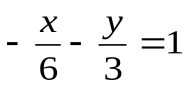 - x/6 - y/3 = 1